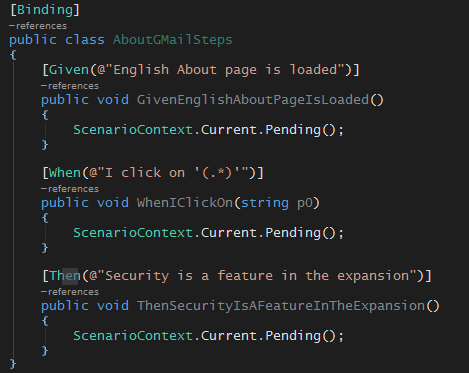 [Binding]
–references
public class AboutGMailSteps
{
[Given(@"English About page is loaded")]
–references
public void GivenEnglishAboutPageIsLoaded()
{
ScenarioContext.Current.Pending();
}
[When(@"I click on '(.*)'")]
–references
public void WhenIClickOn(string p0)
{
ScenarioContext.Current.Pending();
}
[Then(@"Security is a feature in the expansion")]
–references
public void ThenSecurityIsAFeatureInTheExpansion()
{
ScenarioContext.Current.Pending();
}
}